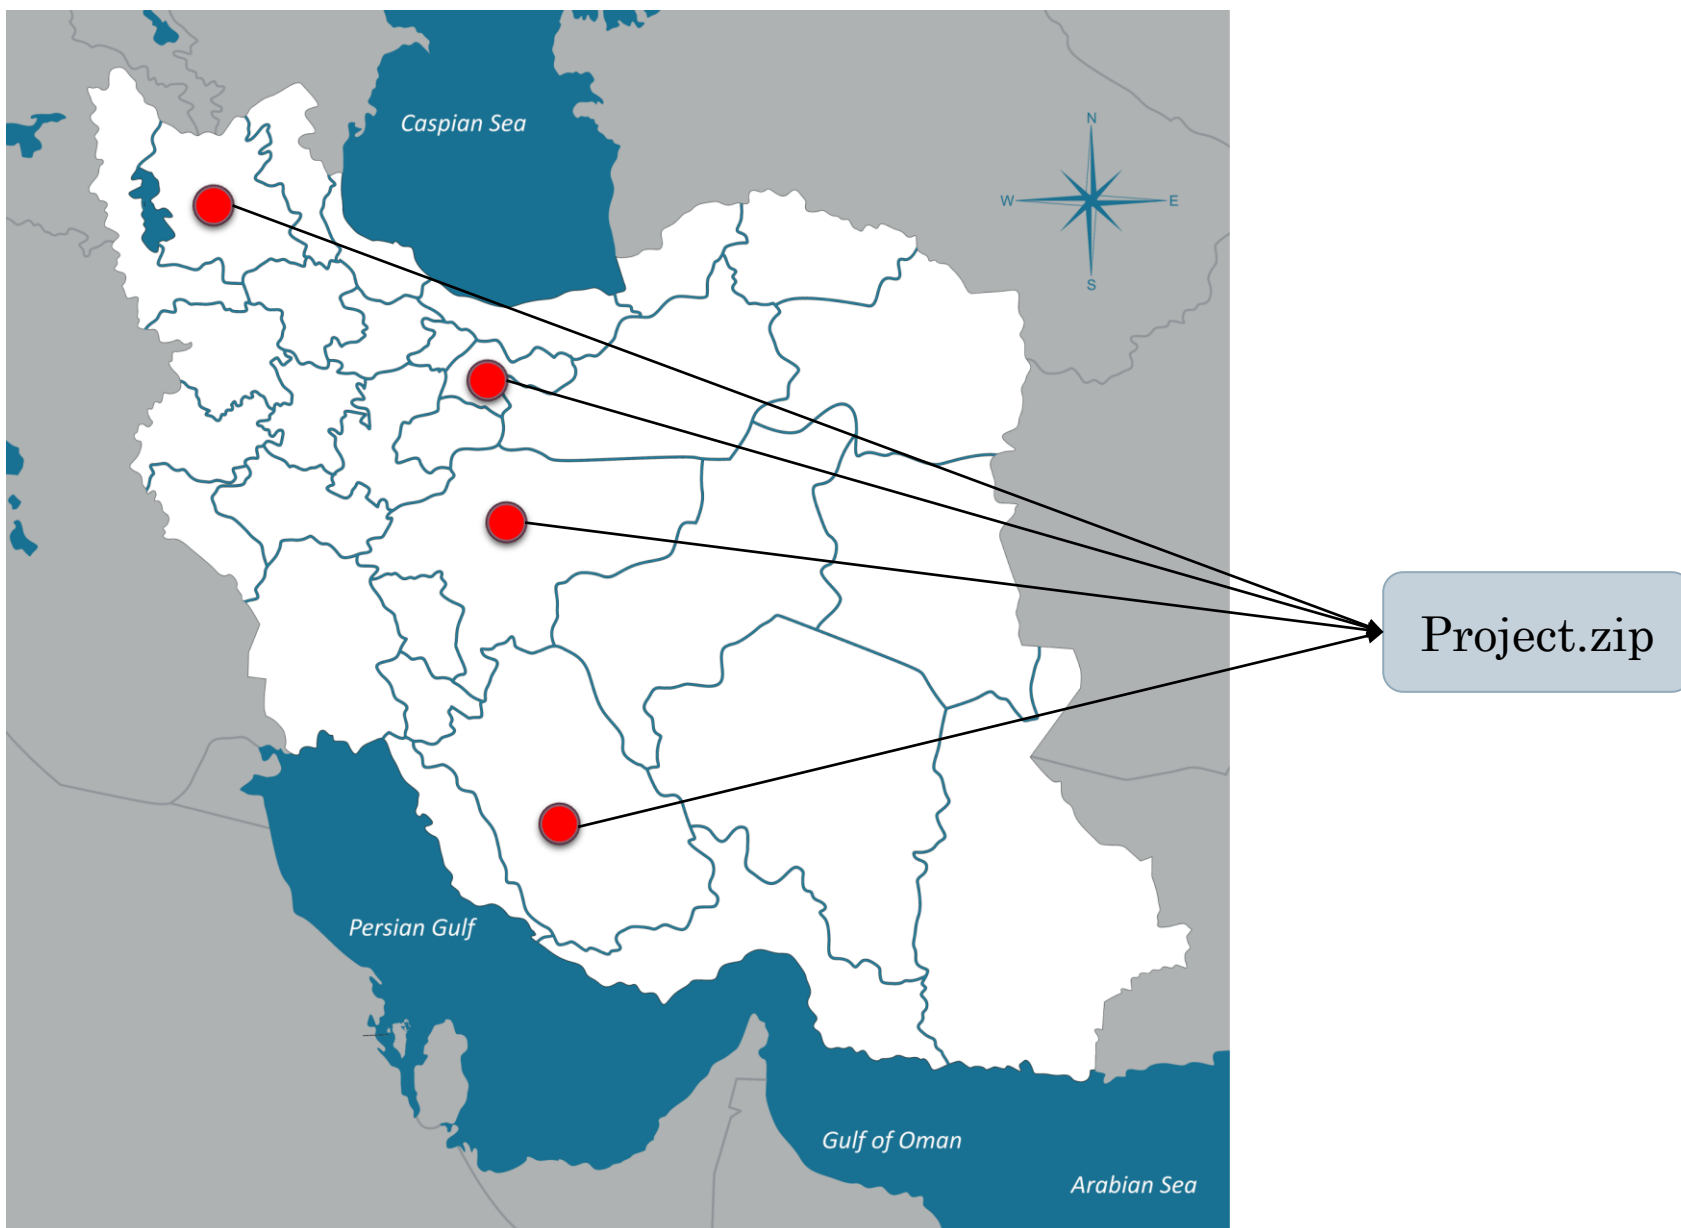 Caspian Sea
N
W
E
S
Project.zip
Persian Gulf
Gulf of Oman
Arabian Sea